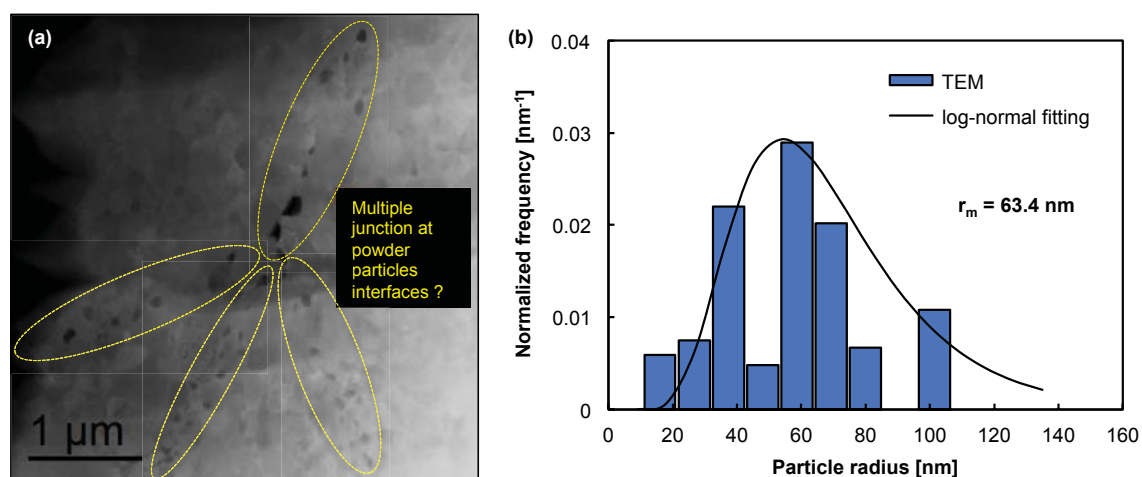 (a)
Multiple
junction at
powder
particles
interfaces ?
1 µm
(b)
Normalized frequency [nm⁻¹]
0.04
0.03
0.02
0.01
0
TEM
log-normal fitting
rₘ = 63.4 nm
0 20 40 60 80 100 120 140 160
Particle radius [nm]